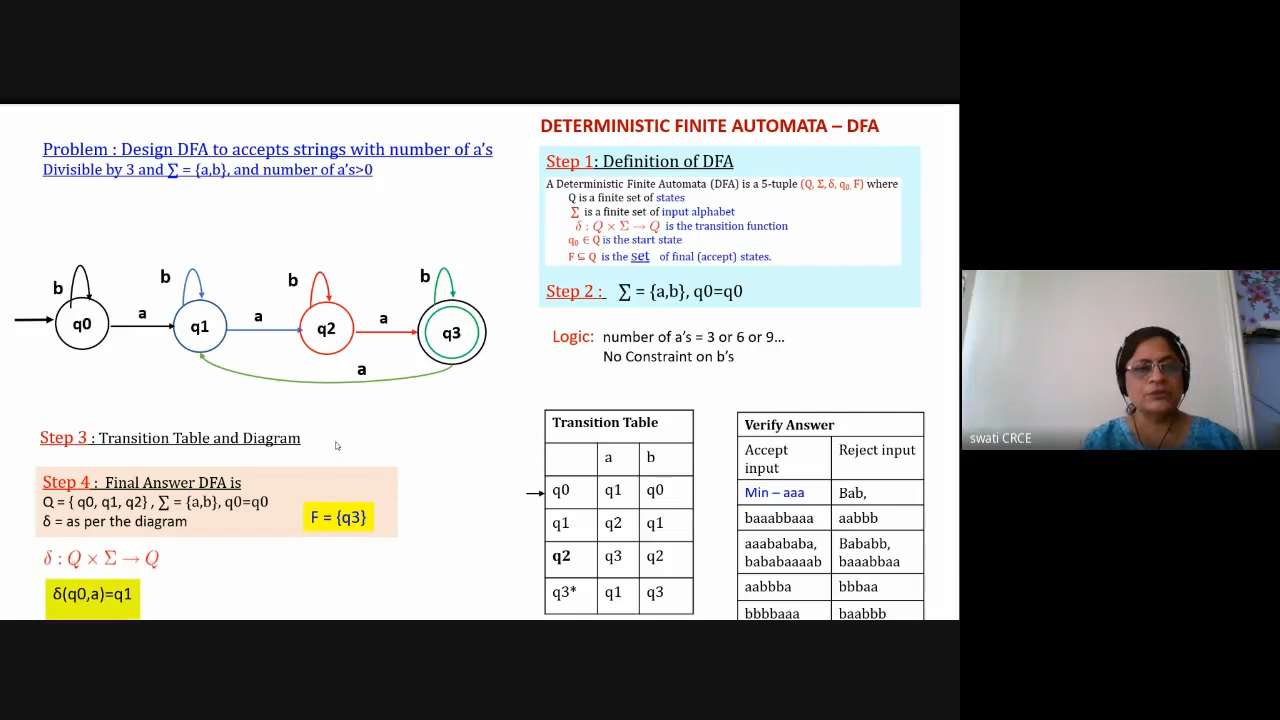 Problem : Design DFA to accepts strings with number of a's
Divisible by 3 and ∑ = {a,b}, and number of a's>0
b
b
b
b
q0
a
q1
a
q2
a
q3
a
Step 3 : Transition Table and Diagram
Step 4 : Final Answer DFA is
Q = { q0, q1, q2} , ∑ = {a,b}, q0=q0
δ = as per the diagram
F = {q3}
δ : Q × Σ → Q
δ(q0,a)=q1
DETERMINISTIC FINITE AUTOMATA – DFA
Step 1: Definition of DFA
A Deterministic Finite Automata (DFA) is a 5-tuple (Q, Σ, δ, q0, F) where
Q is a finite set of states
∑ is a finite set of input alphabet
δ : Q × Σ → Q is the transition function
q0 ∈ Q is the start state
F ⊆ Q is the set of final (accept) states.
Step 2 : ∑ = {a,b}, q0=q0
Logic: number of a's = 3 or 6 or 9...
No Constraint on b's
Transition Table
a b
q0 q1 q0
q1 q2 q1
q2 q3 q2
q3* q1 q3
Verify Answer
Accept input
Reject input
Min – aaa
Bab,
baaabbaaa
aabbb
aaabababa,
bababaaaab
Bababb,
baaabbaa
aabbba
bbbaa
bbbbaaa
baabbb
swati CRCE